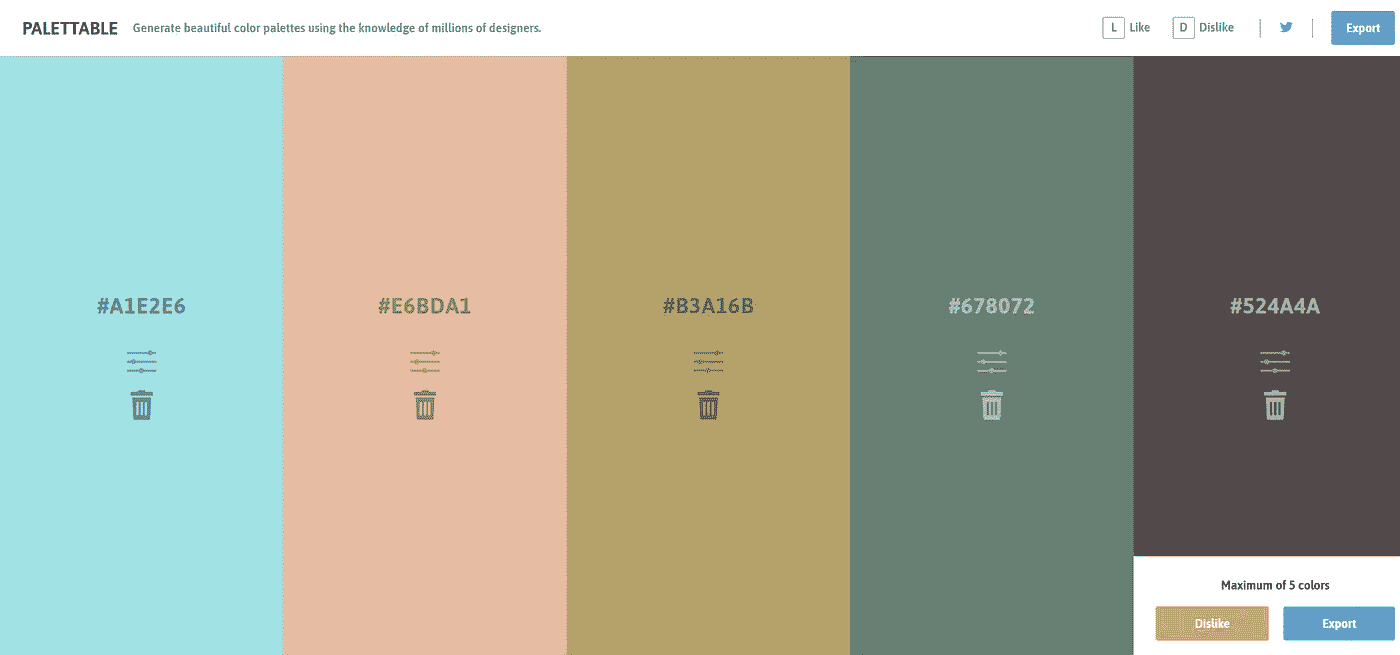 PALETTABLE Generate beautiful color palettes using the knowledge of millions of designers. L Like D Dislike Export
#A1E2E6 #E6BDA1 #B3A16B #678072 #524A4A
Maximum of 5 colors
Dislike Export